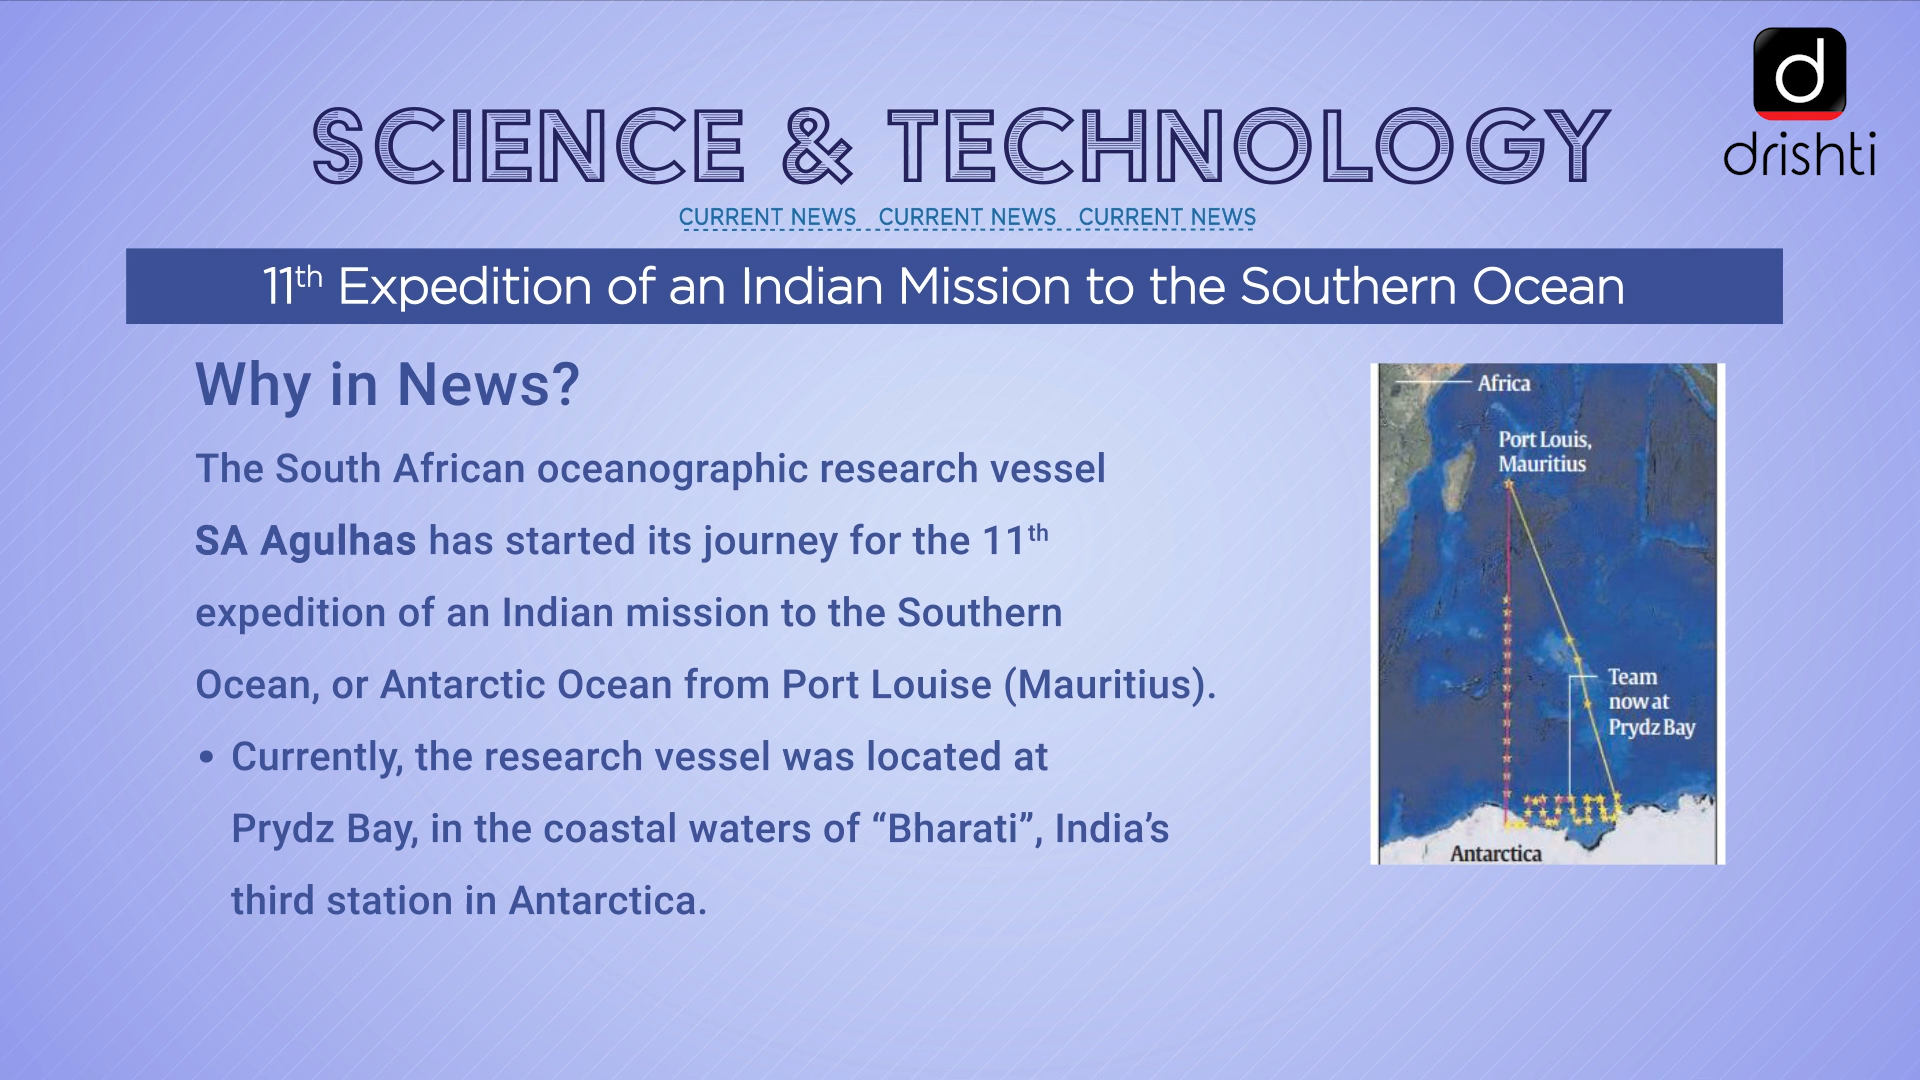 d
drishti
SCIENCE & TECHNOLOGY
CURRENT NEWS CURRENT NEWS CURRENT NEWS
11th Expedition of an Indian Mission to the Southern Ocean
Why in News?
The South African oceanographic research vessel
SA Agulhas has started its journey for the 11th
expedition of an Indian mission to the Southern
Ocean, or Antarctic Ocean from Port Louise (Mauritius).
• Currently, the research vessel was located at
Prydz Bay, in the coastal waters of “Bharati”, India’s
third station in Antarctica.
Africa
Port Louis,
Mauritius
Team
now at
Prydz Bay
Antarctica